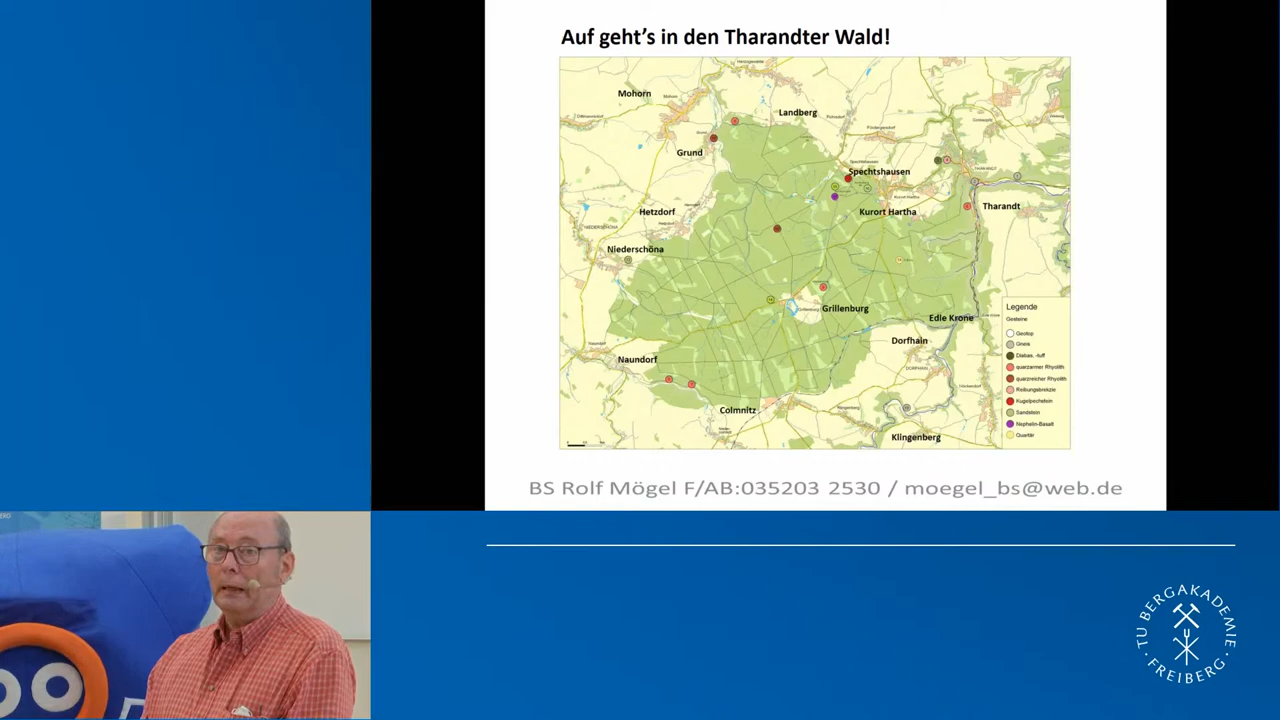 Auf geht's in den Tharandter Wald!
Mohorn
Landberg
Grund
Spechtshausen
Hetzdorf
Kurort Hartha
Tharandt
Niederschöna
Grillenburg
Edle Krone
Dorfhain
Naundorf
Colmnitz
Klingenberg
Legende
Gesteine
Geotop
Gneis
Diabas, -tuff
quarzarmer Rhyolith
quarzreicher Rhyolith
Reibungsbrekzie
Kugelpechstein
Sandstein
Nephelin-Basalt
Quartär
BS Rolf Mögel F/AB:035203 2530 / moegel_bs@web.de
TU BERGAKADEMIE
FREIBERG